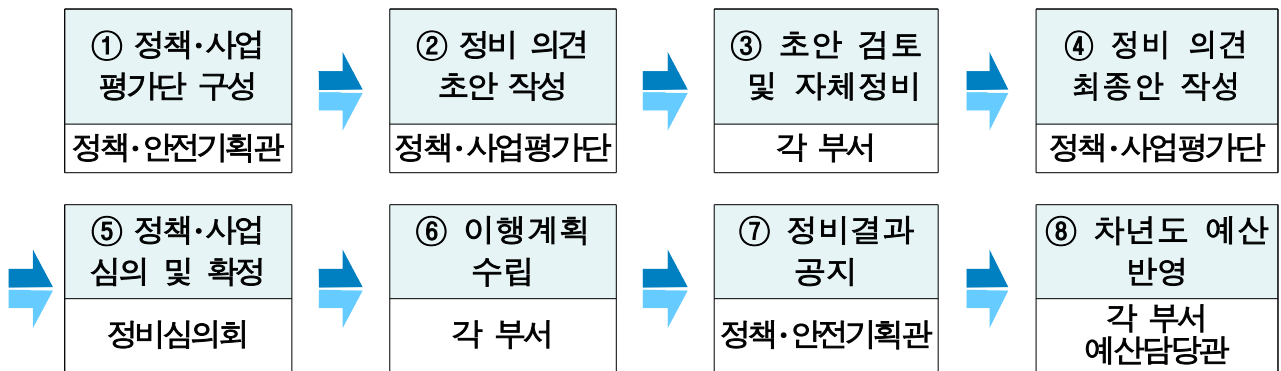 ① 정책·사업
평가단 구성
정책·안전기획관
② 정비 의견
초안 작성
정책·사업평가단
③ 초안 검토
및 자체정비
각 부서
④ 정비 의견
최종안 작성
정책·사업평가단
⑤ 정책·사업
심의 및 확정
정비심의회
⑥ 이행계획
수립
각 부서
⑦ 정비결과
공지
정책·안전기획관
⑧ 차년도 예산
반영
각 부서
예산담당관